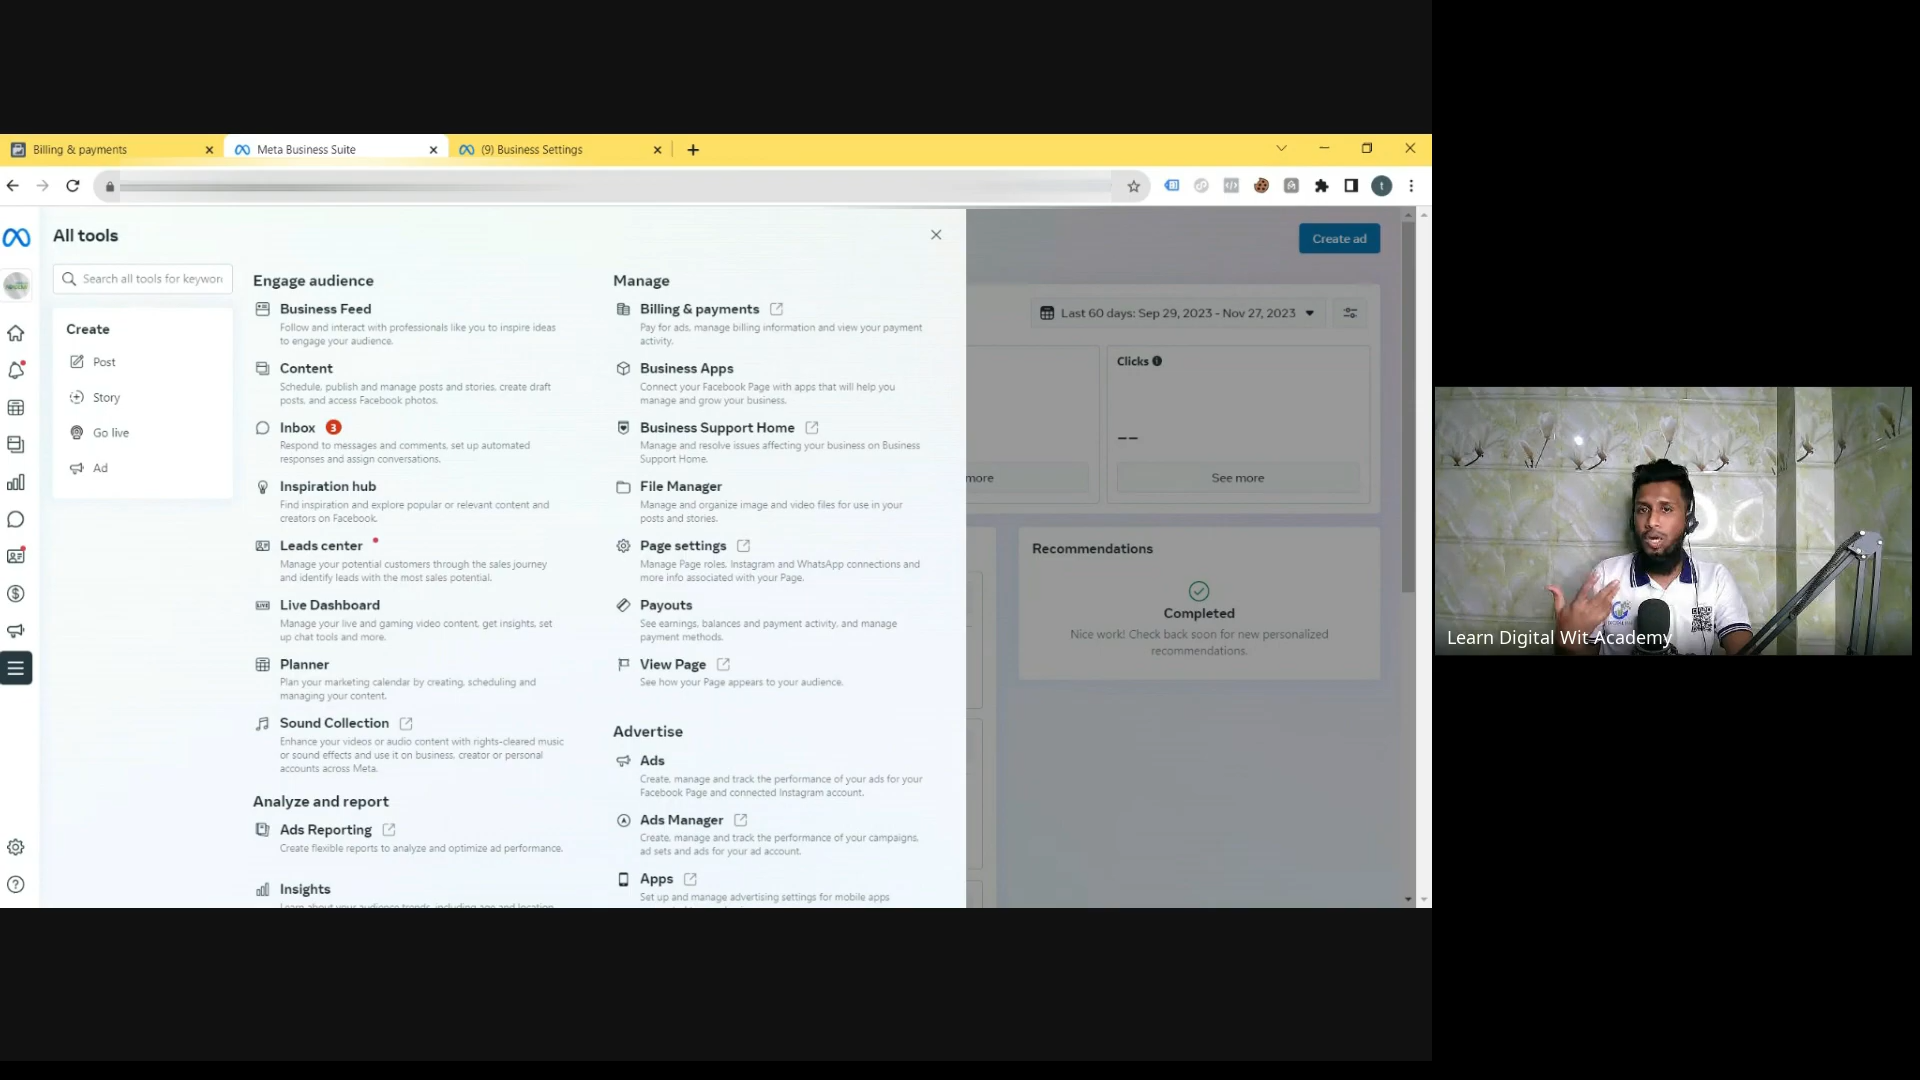 Billing & payments
Meta Business Suite
(9) Business Settings
t
All tools
Search all tools for keywor
Create
Post
Story
Go live
Ad
Engage audience
Business Feed
Follow and interact with professionals like you to inspire ideas
to engage your audience.
Content
Schedule, publish and manage posts and stories, create draft
posts, and access Facebook photos.
Inbox 3
Respond to messages and comments, set up automated
responses and assign conversations.
Inspiration hub
Find inspiration and explore popular or relevant content and
creators on Facebook.
Leads center
Manage your potential customers through the sales journey
and identify leads with the most sales potential.
Live Dashboard
Manage your live and gaming video content, get insights, set
up chat tools and more.
Planner
Plan your marketing calendar by creating, scheduling and
managing your content.
Sound Collection
Enhance your videos or audio content with rights-cleared music
or sound effects and use it on business, creator or personal
accounts across Meta.
Analyze and report
Ads Reporting
Create flexible reports to analyze and optimize ad performance.
Insights
Learn about your audience trends, including age and location
Manage
Billing & payments
Pay for ads, manage billing information and view your payment
activity.
Business Apps
Connect your Facebook Page with apps that will help you
manage and grow your business.
Business Support Home
Manage and resolve issues affecting your business on Business
Support Home.
File Manager
Manage and organize image and video files for use in your
posts and stories.
Page settings
Manage Page roles, Instagram and WhatsApp connections and
more info associated with your Page.
Payouts
See earnings, balances and payment activity, and manage
payment methods.
View Page
See how your Page appears to your audience.
Advertise
Ads
Create, manage and track the performance of your ads for your
Facebook Page and connected Instagram account.
Ads Manager
Create, manage and track the performance of your campaigns,
ad sets and ads for your ad account.
Apps
Set up and manage advertising settings for mobile apps
Create ad
Last 60 days: Sep 29, 2023 - Nov 27, 2023
Clicks
--
more
See more
Recommendations
Completed
Nice work! Check back soon for new personalized
recommendations.
Learn Digital Wit Academy